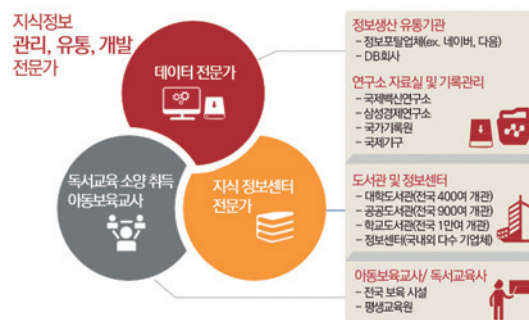 지식정보
관리, 유통, 개발
전문가
데이터 전문가
독서교육 소양 취득
아동보육교사
지식 정보센터
전문가
정보생산 유통기관
- 정보포탈업체(ex. 네이버, 다음)
- DB회사
연구소 자료실 및 기록관리
- 국제백신연구소
- 삼성경제연구소
- 국가기록원
- 국제기구
도서관 및 정보센터
- 대학도서관(전국 400여 개관)
- 공공도서관(전국 900여 개관)
- 학교도서관(전국 1만여 개관)
- 정보센터(국내외 다수 기업체)
아동보육교사/ 독서교육사
- 전국 보육 시설
- 평생교육원